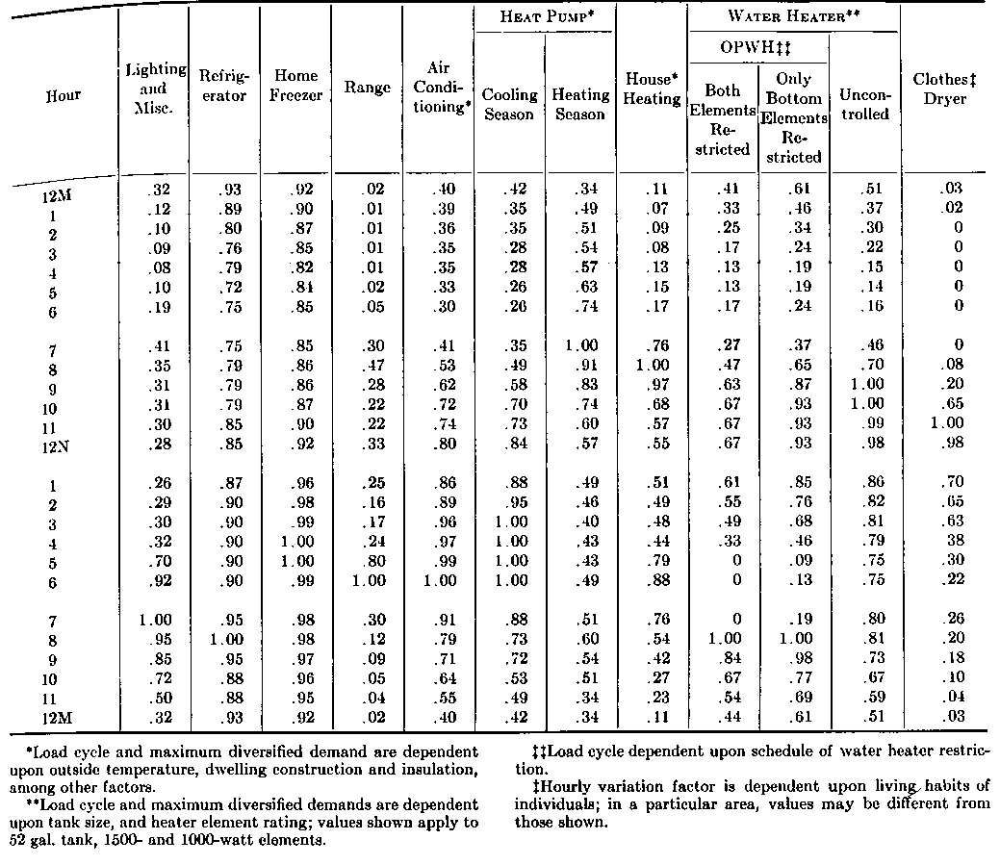 HEAT PUMP* WATER HEATER**
OPWH‡‡
Hour Lighting and Misc. Refrig- erator Home Freezer Range Air Condi- tioning* Cooling Season Heating Season House* Heating Both Elements Re- stricted Only Bottom Elements Re- stricted Uncon- trolled Clothes‡ Dryer
12M .32 .93 .92 .02 .40 .42 .34 .11 .41 .61 .51 .03
1 .12 .89 .90 .01 .39 .35 .49 .07 .33 .46 .37 .02
2 .10 .80 .87 .01 .36 .35 .51 .09 .25 .34 .30 0
3 .09 .76 .85 .01 .35 .28 .54 .08 .17 .24 .22 0
4 .08 .79 .82 .01 .35 .28 .57 .13 .13 .19 .15 0
5 .10 .72 .84 .02 .33 .26 .63 .15 .13 .19 .14 0
6 .19 .75 .85 .05 .30 .26 .74 .17 .17 .24 .16 0
7 .41 .75 .85 .30 .41 .35 1.00 .76 .27 .37 .46 0
8 .35 .79 .86 .47 .53 .49 .91 1.00 .47 .65 .70 .08
9 .31 .79 .86 .28 .62 .58 .83 .97 .63 .87 1.00 .20
10 .31 .79 .87 .22 .72 .70 .74 .68 .67 .93 1.00 .65
11 .30 .85 .90 .22 .74 .73 .60 .57 .67 .93 .99 1.00
12N .28 .85 .92 .33 .80 .84 .57 .55 .67 .93 .98 .98
1 .26 .87 .96 .25 .86 .88 .49 .51 .61 .85 .86 .70
2 .29 .90 .98 .16 .89 .95 .46 .49 .55 .76 .82 .65
3 .30 .90 .99 .17 .96 1.00 .40 .48 .49 .68 .81 .63
4 .32 .90 1.00 .24 .97 1.00 .43 .44 .33 .46 .79 38
5 .70 .90 1.00 .80 .99 1.00 .43 .79 0 .09 .75 .30
6 .92 .90 .99 1.00 1.00 1.00 .49 .88 0 .13 .75 .22
7 1.00 .95 .98 .30 .91 .88 .51 .76 0 .19 .80 .26
8 .95 1.00 .98 .12 .79 .73 .60 .54 1.00 1.00 .81 .20
9 .85 .95 .97 .09 .71 .72 .54 .42 .84 .98 .73 .18
10 .72 .88 .96 .05 .64 .53 .51 .27 .67 .77 .67 .10
11 .50 .88 .95 .04 .55 .49 .34 .23 .54 .69 .59 .04
12M .32 .93 .92 .02 .40 .42 .34 .11 .44 .61 .51 .03
*Load cycle and maximum diversified demand are dependent
upon outside temperature, dwelling construction and insulation,
among other factors.
**Load cycle and maximum diversified demands are dependent
upon tank size, and heater element rating; values shown apply to
52 gal. tank, 1500- and 1000-watt elements.
‡‡Load cycle dependent upon schedule of water heater restric-
tion.
‡Hourly variation factor is dependent upon living habits of
individuals; in a particular area, values may be different from
those shown.